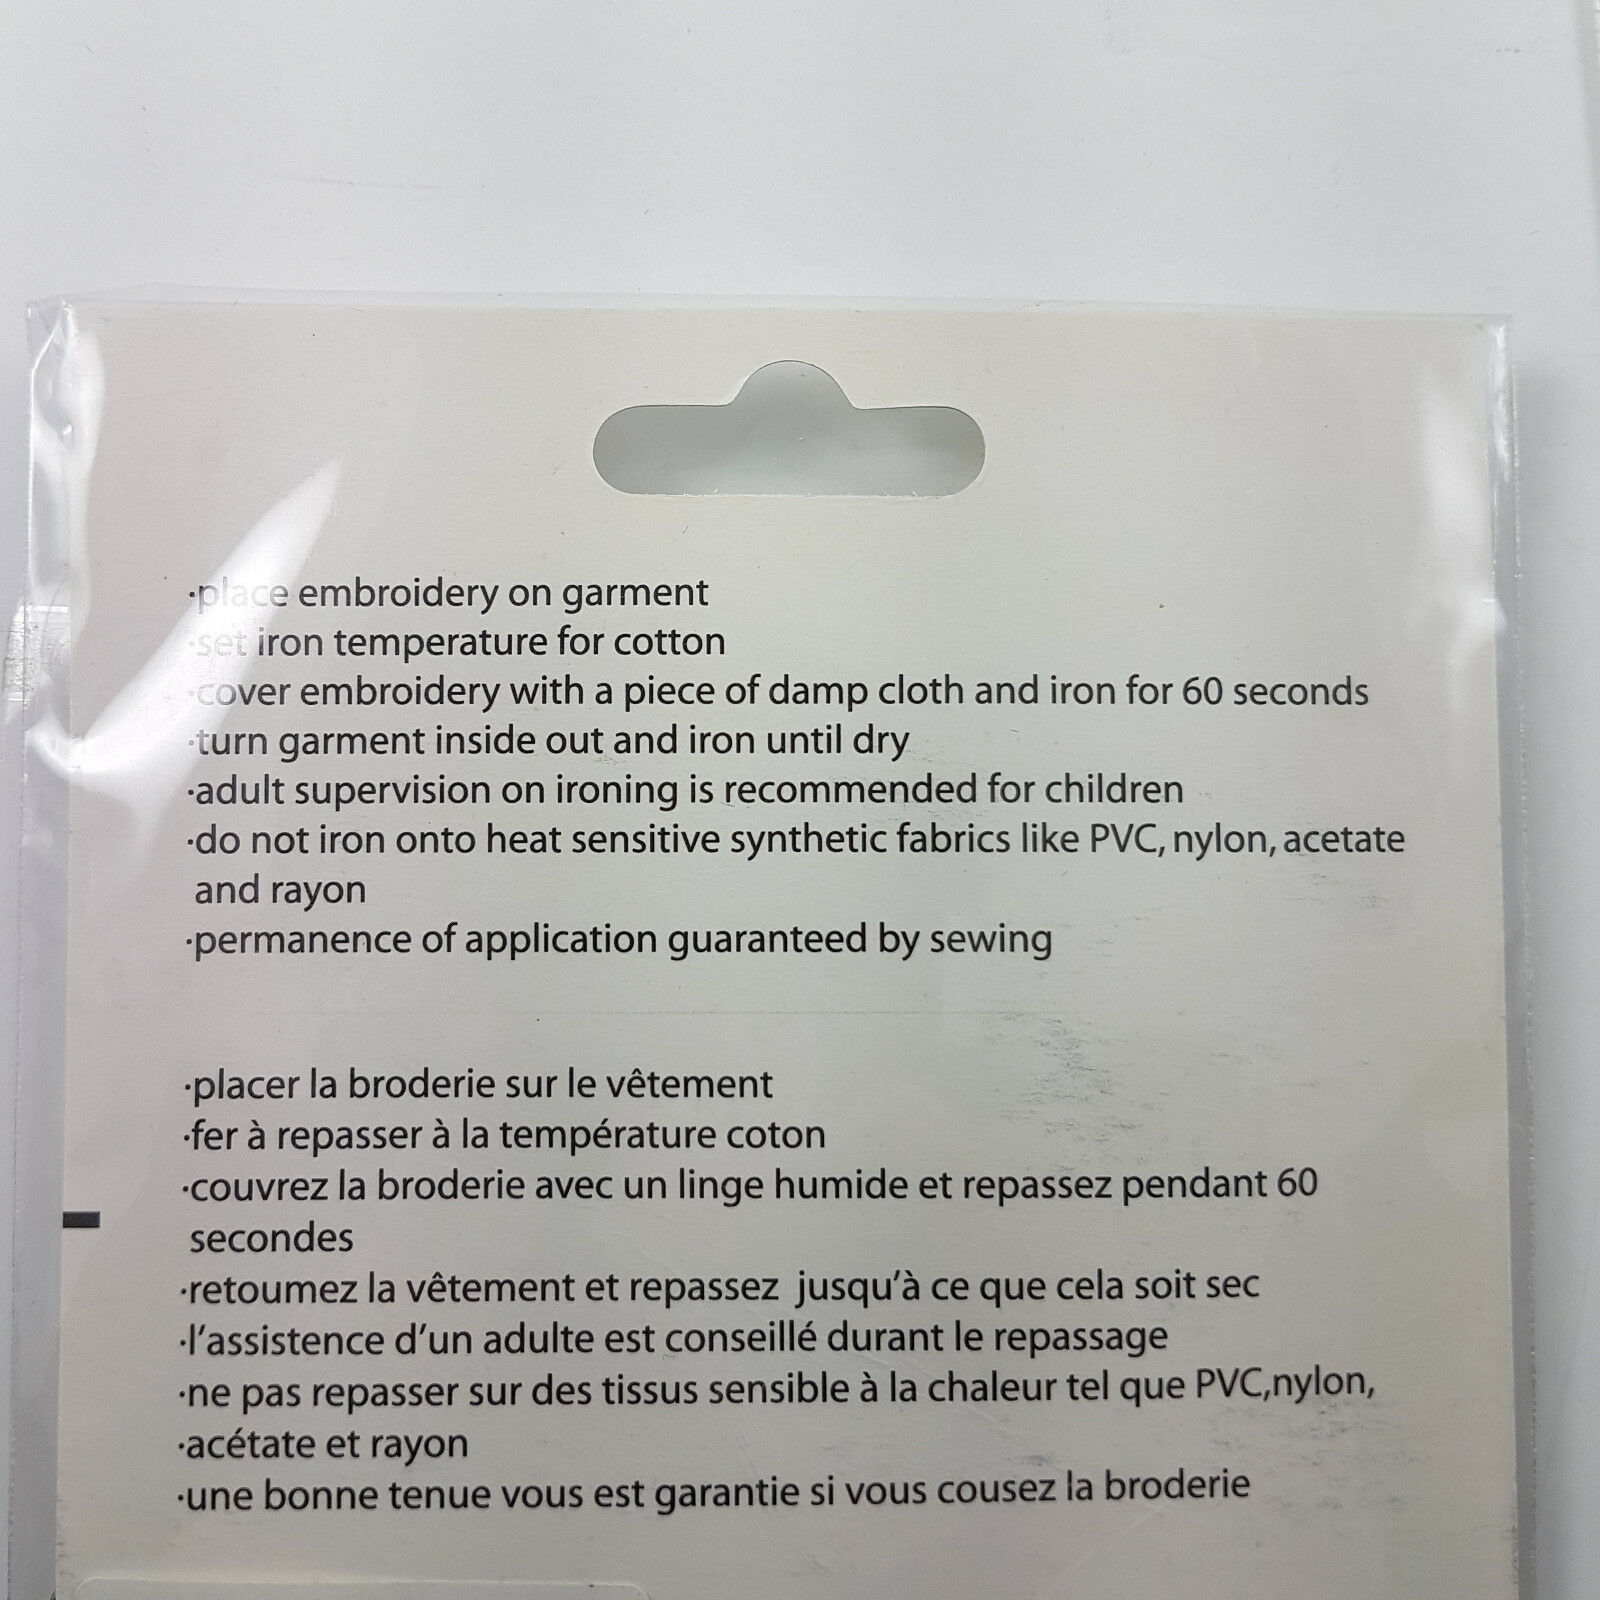 ·place embroidery on garment
·set iron temperature for cotton
·cover embroidery with a piece of damp cloth and iron for 60 seconds
·turn garment inside out and iron until dry
·adult supervision on ironing is recommended for children
·do not iron onto heat sensitive synthetic fabrics like PVC, nylon, acetate
and rayon
·permanence of application guaranteed by sewing
·placer la broderie sur le vêtement
·fer à repasser à la température coton
·couvrez la broderie avec un linge humide et repassez pendant 60
secondes
·retoumez la vêtement et repassez jusqu'à ce que cela soit sec
·l'assistence d'un adulte est conseillé durant le repassage
·ne pas repasser sur des tissus sensible à la chaleur tel que PVC,nylon,
·acétate et rayon
·une bonne tenue vous est garantie si vous cousez la broderie